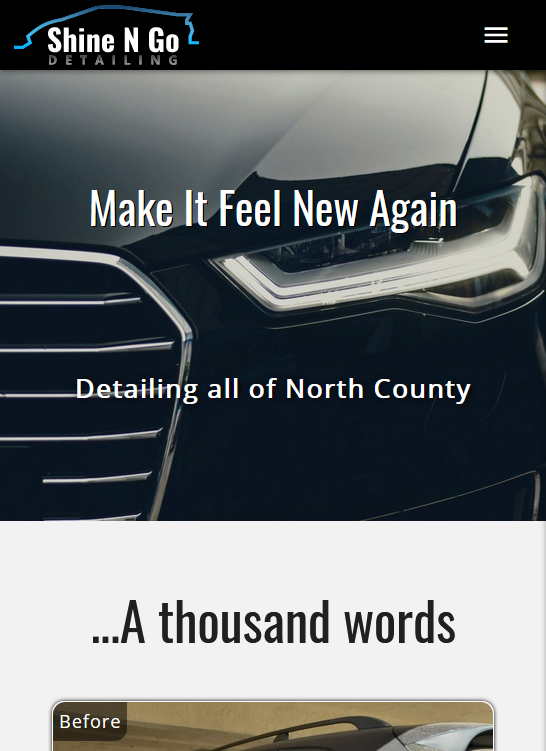 Shine N Go
DETAILING
Make It Feel New Again
Detailing all of North County
...A thousand words
Before